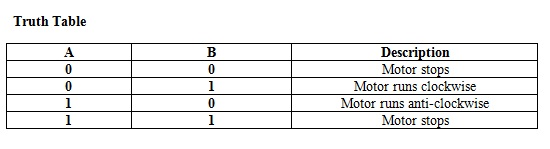 Truth Table
A B Description
0 0 Motor stops
0 1 Motor runs clockwise
1 0 Motor runs anti-clockwise
1 1 Motor stops